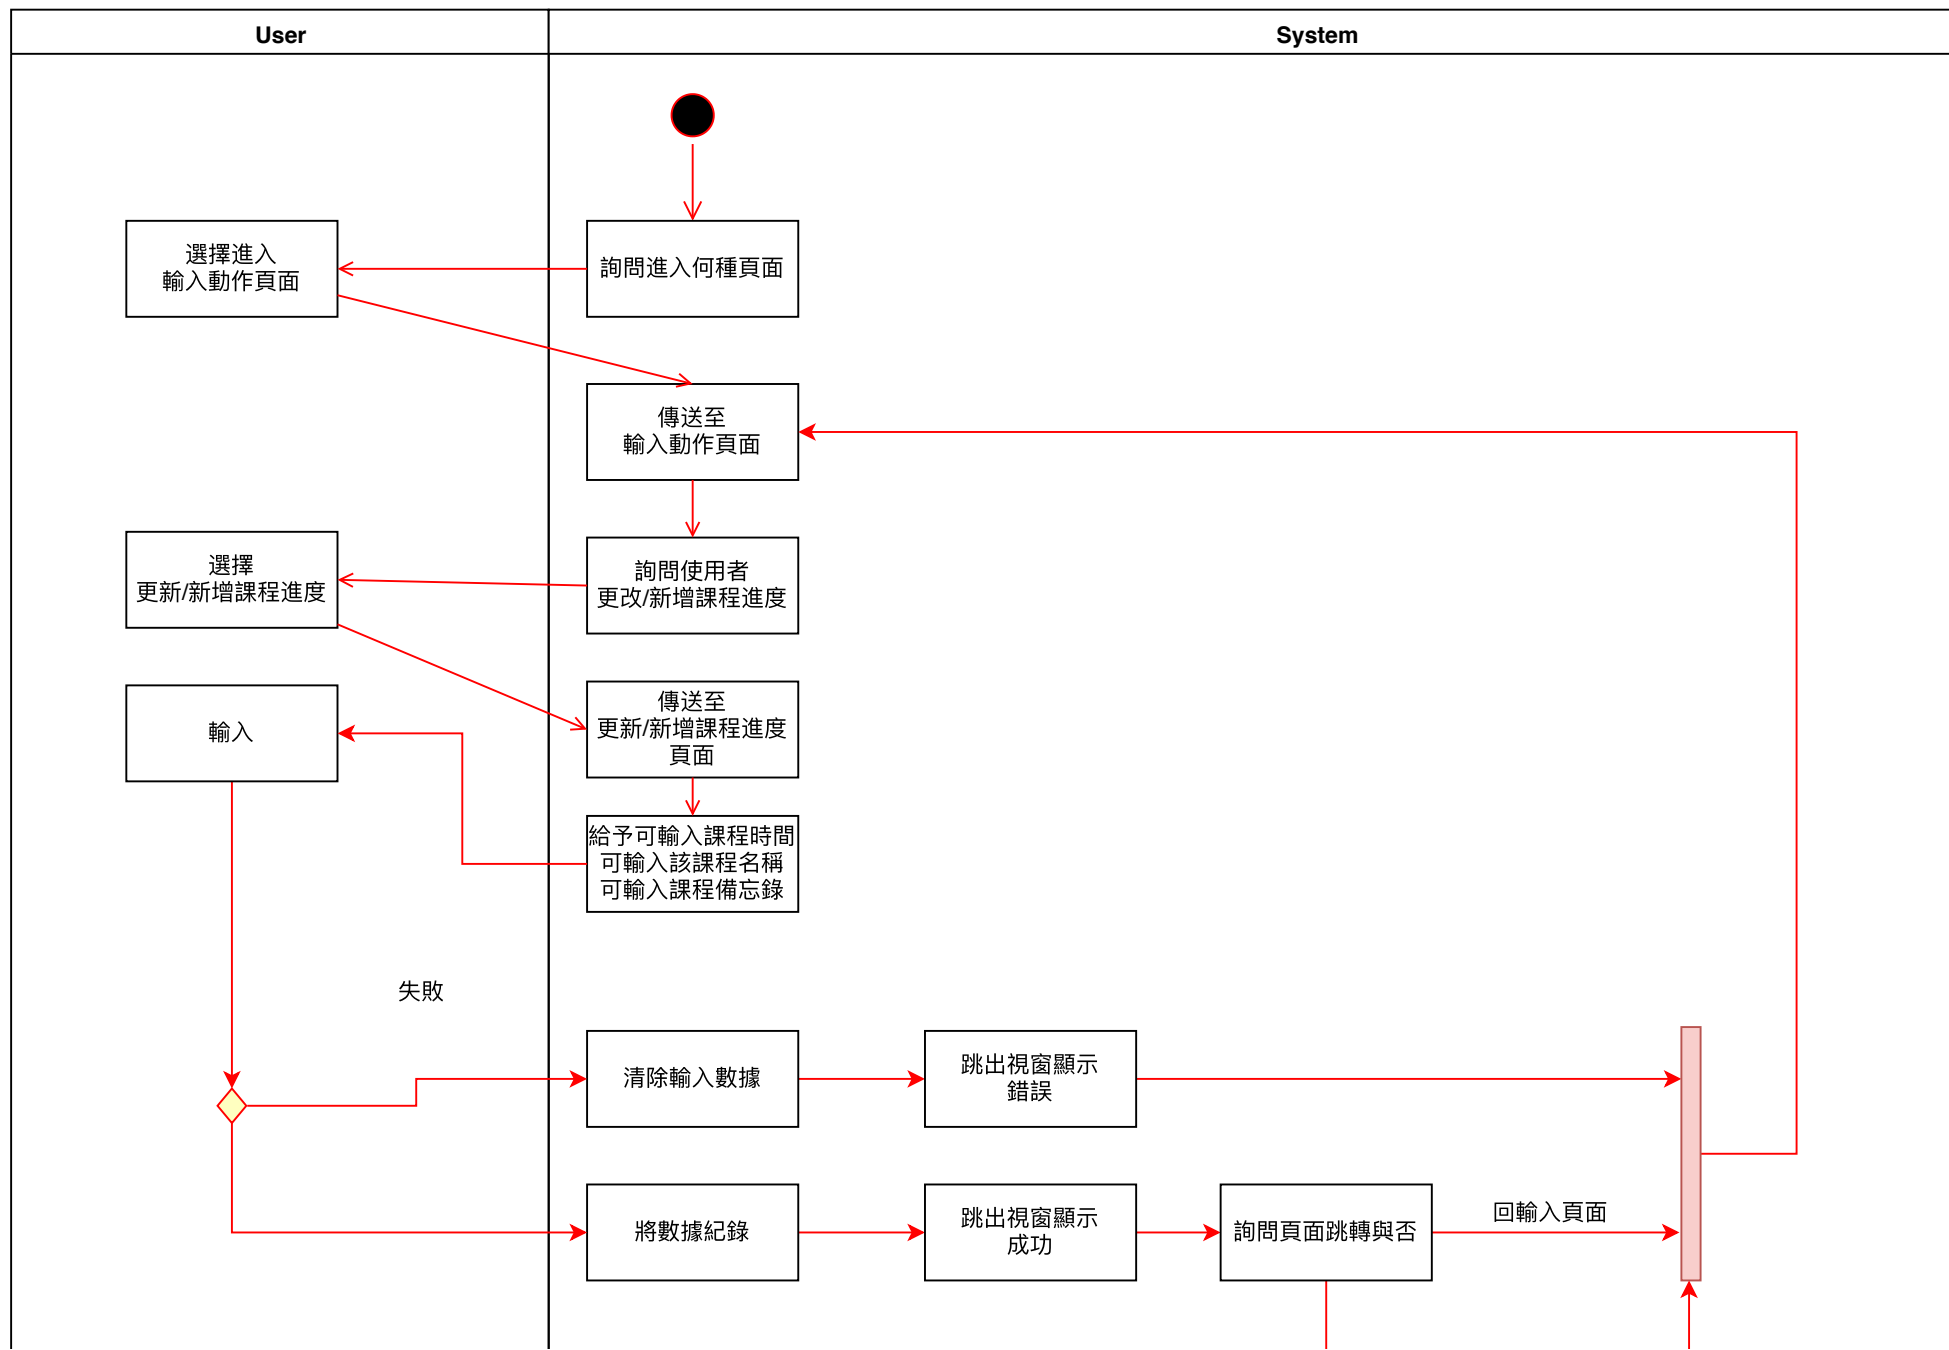 User
System
選擇進入
輸入動作頁面
詢問進入何種頁面
傳送至
輸入動作頁面
選擇
更新/新增課程進度
詢問使用者
更改/新增課程進度
輸入
傳送至
更新/新增課程進度
頁面
給予可輸入課程時間
可輸入該課程名稱
可輸入課程備忘錄
失敗
清除輸入數據
跳出視窗顯示
錯誤
將數據紀錄
跳出視窗顯示
成功
詢問頁面跳轉與否
回輸入頁面